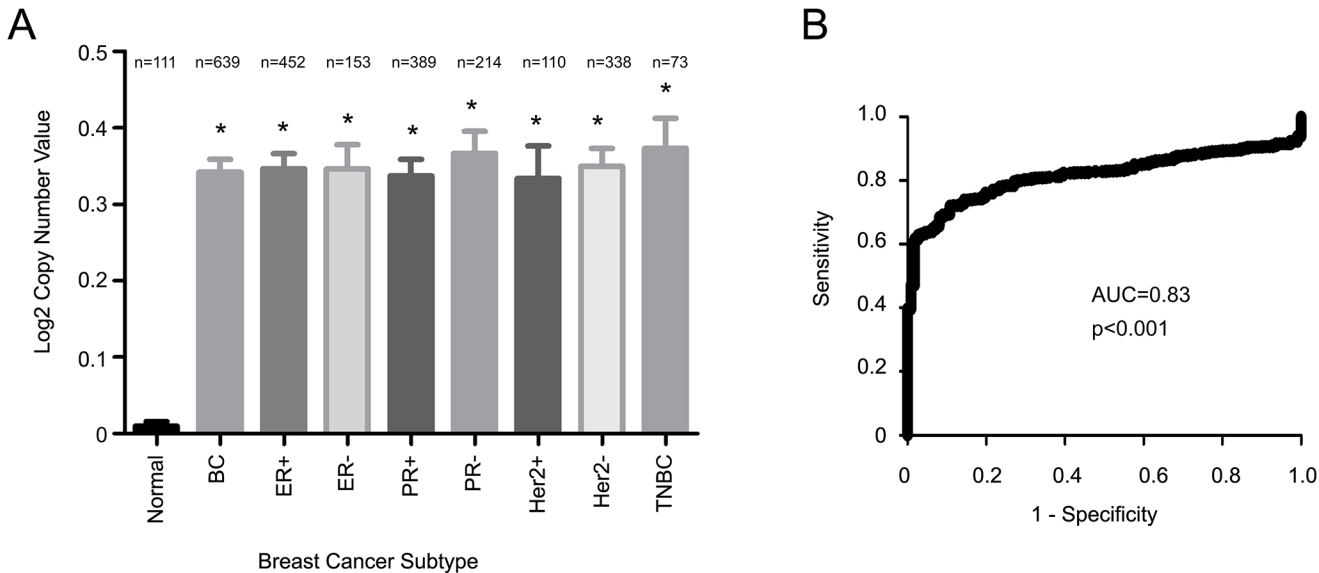 A
Log2 Copy Number Value
0.5
0.4
0.3
0.2
0.1
0
n=111 n=639 n=452 n=153 n=389 n=214 n=110 n=338 n=73
* * * * * * * *
Normal BC ER+ ER- PR+ PR- Her2+ Her2- TNBC
Breast Cancer Subtype
B
Sensitivity
1.0
0.8
0.6
0.4
0.2
0
AUC=0.83
p<0.001
0 0.2 0.4 0.6 0.8 1.0
1 - Specificity